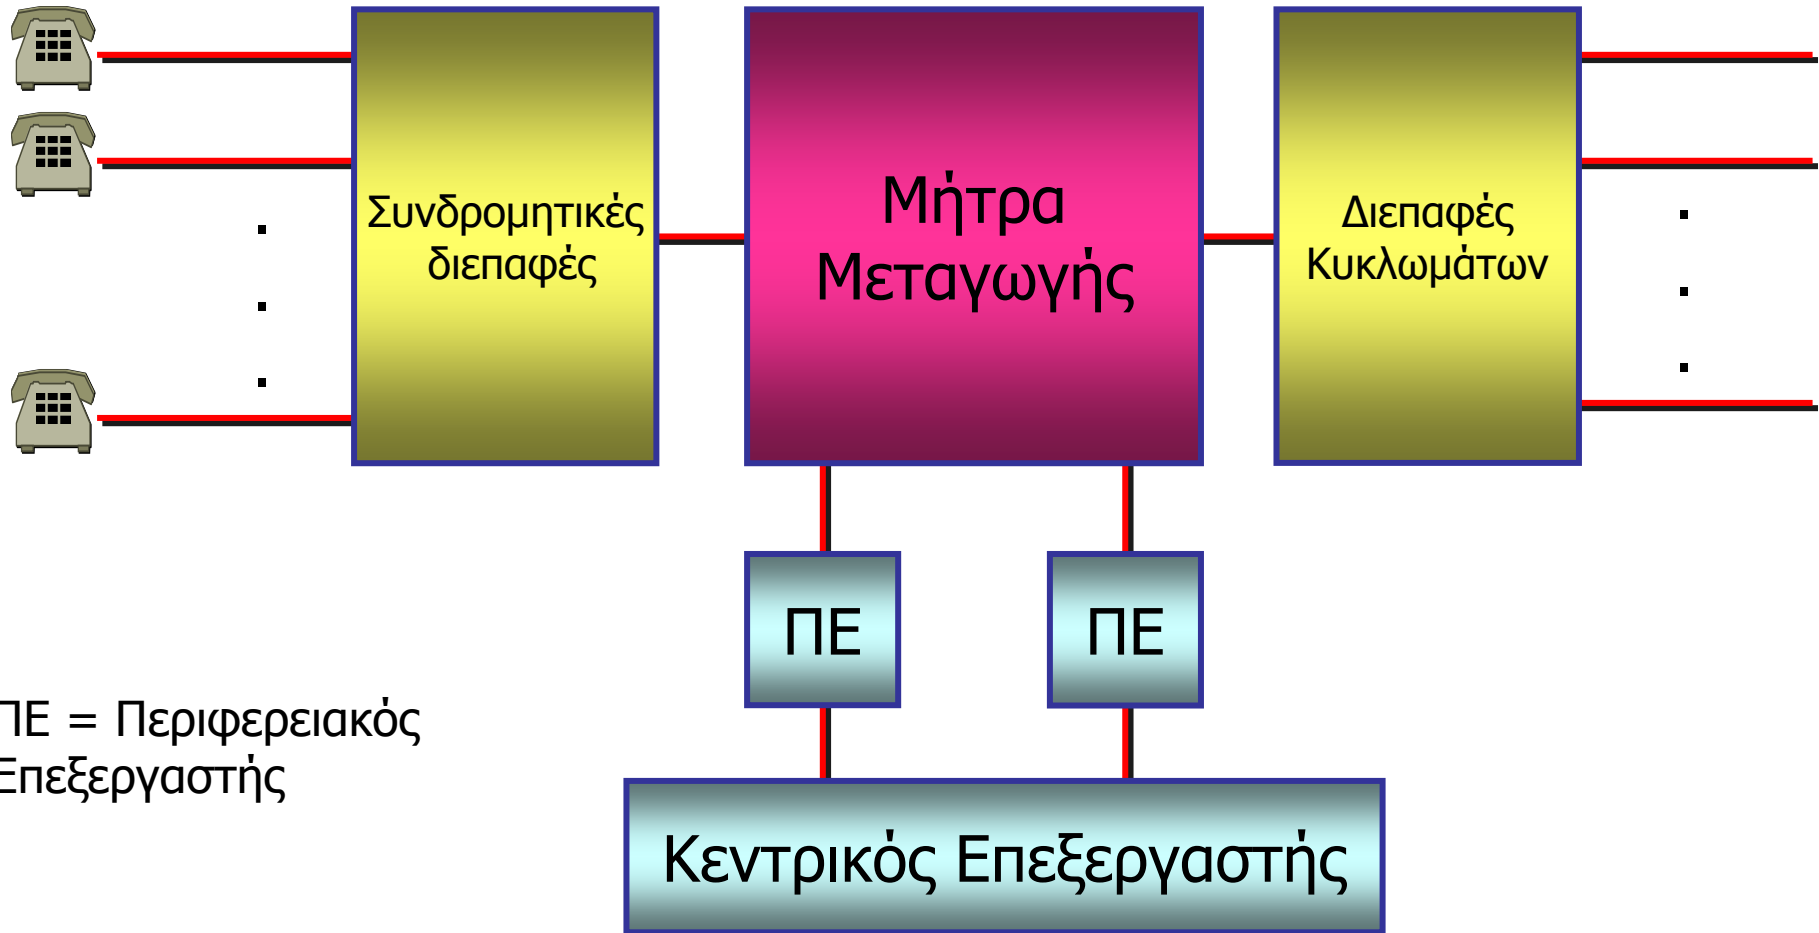 Συνδρομητικές
διεπαφές
Μήτρα
Μεταγωγής
Διεπαφές
Κυκλωμάτων
ΠΕ
ΠΕ
ΠΕ = Περιφερειακός
Επεξεργαστής
Κεντρικός Επεξεργαστής